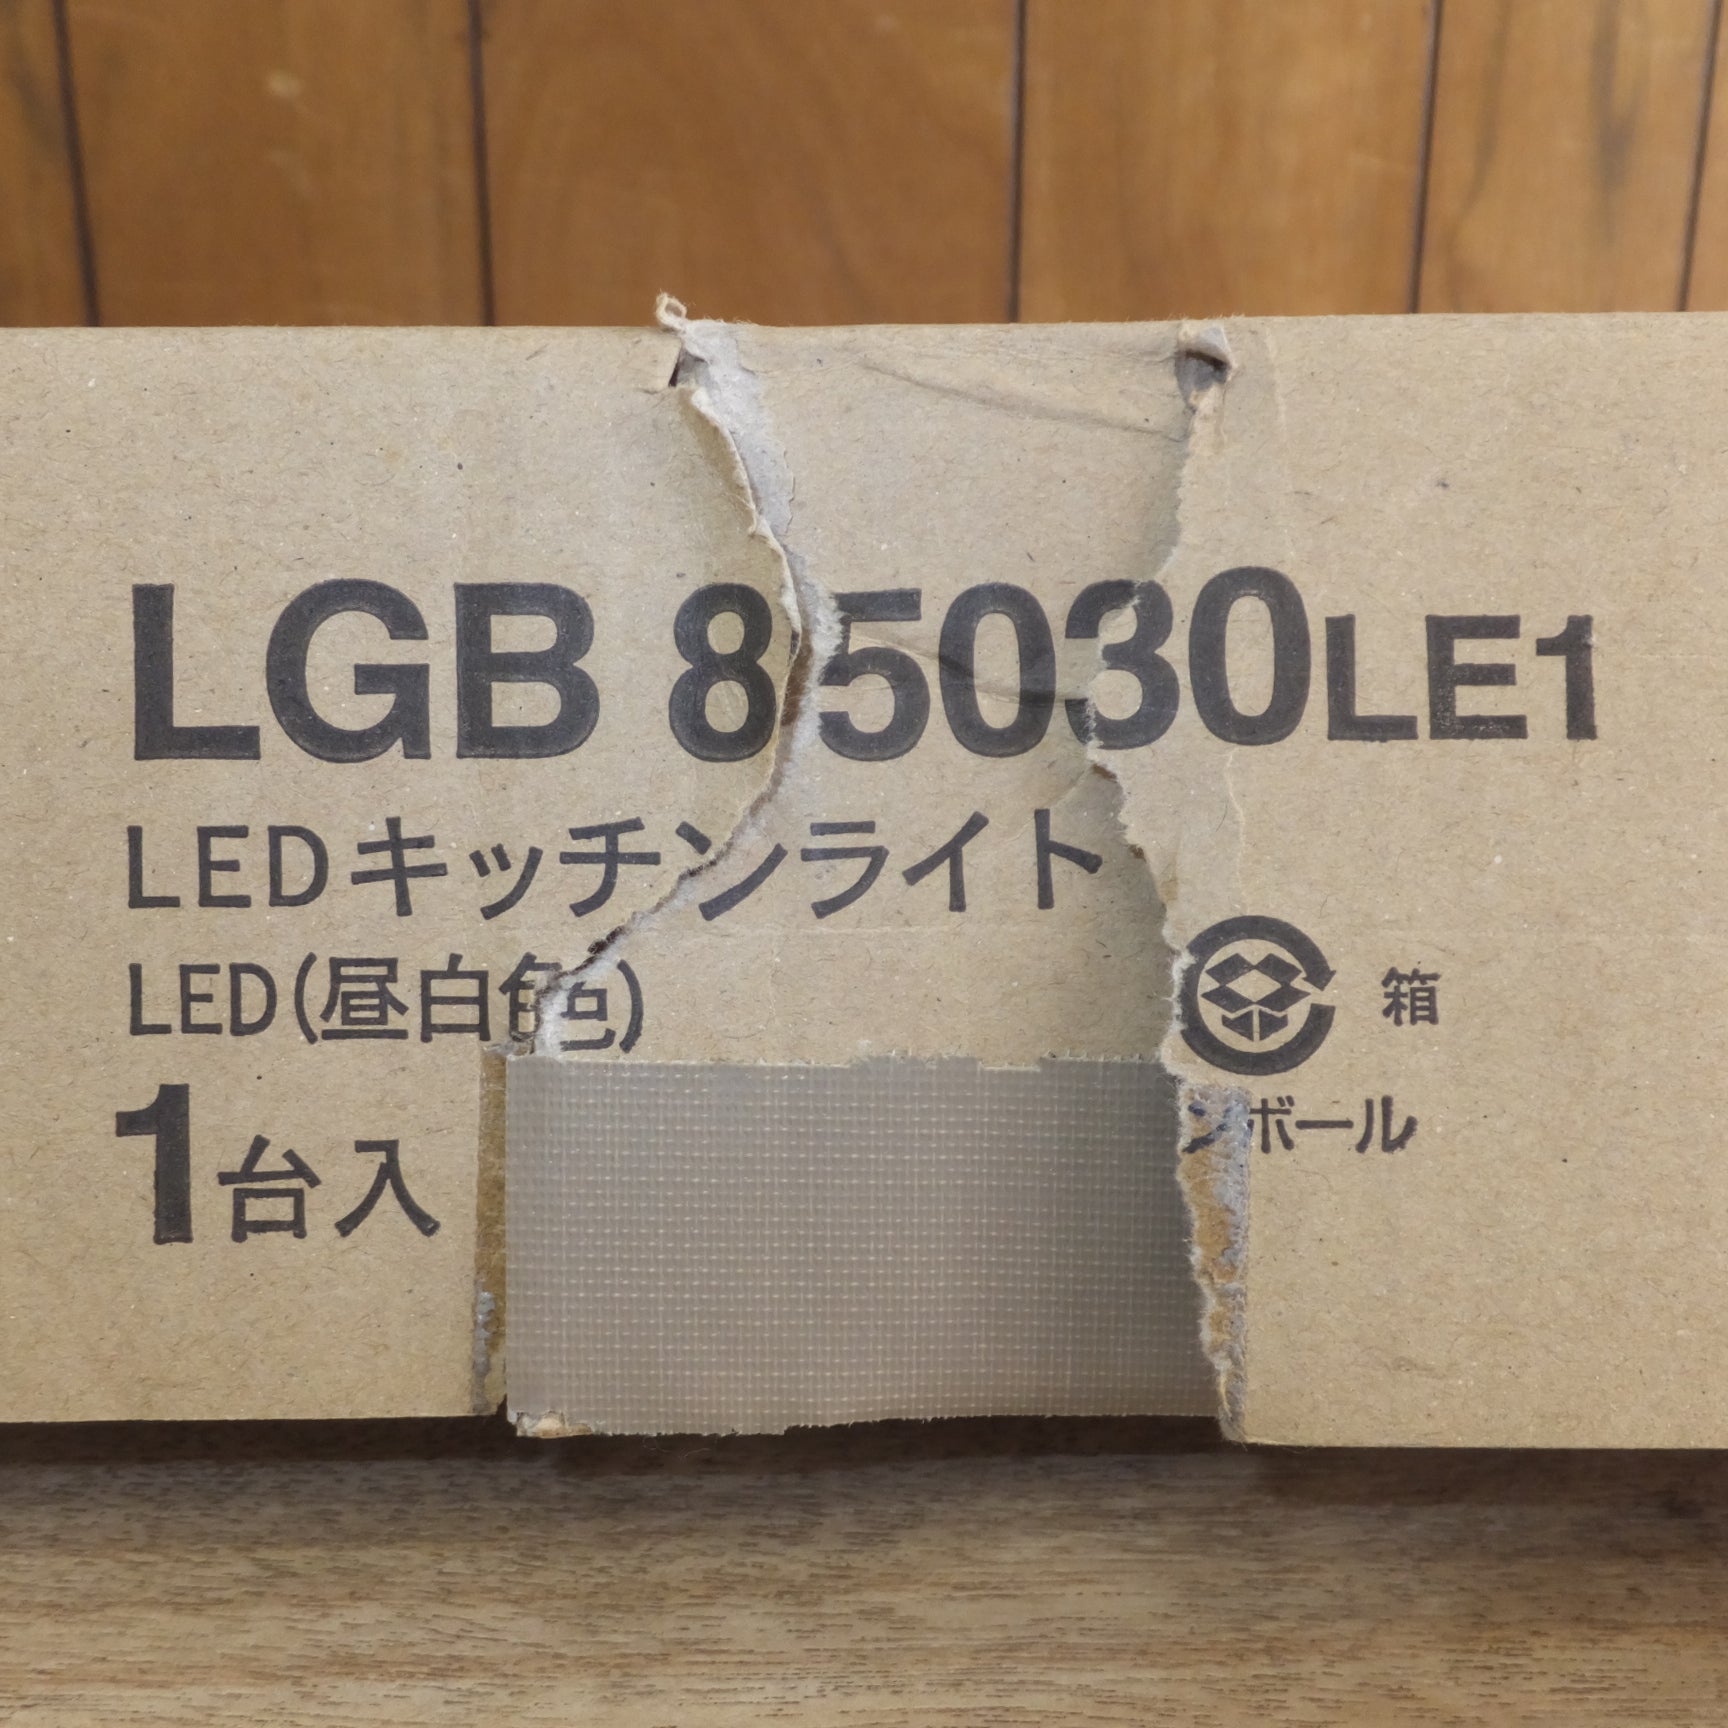 LGB 85030LE1
LEDキッチンライト
LED(昼白色)
箱
1台入
ンボール